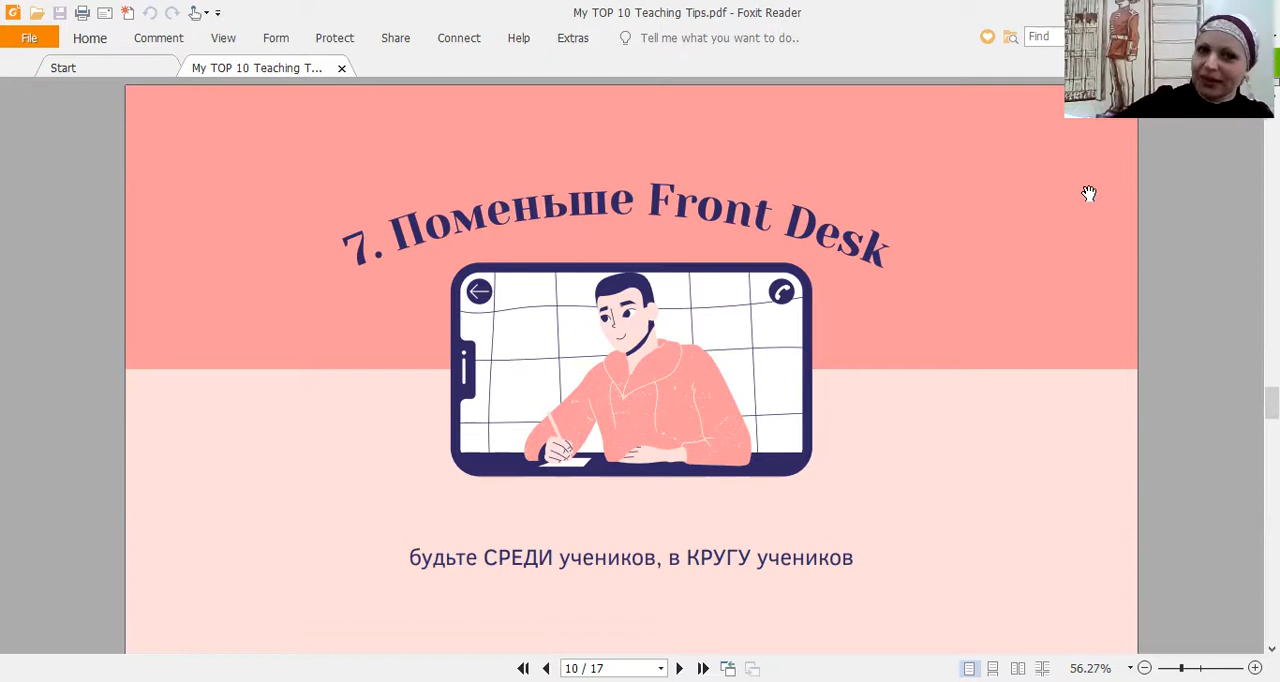 My TOP 10 Teaching Tips.pdf - Foxit Reader
File Home Comment View Form Protect Share Connect Help Extras Tell me what you want to do.. Find
Start My TOP 10 Teaching T...
7. Поменьше Front Desk
будьте СРЕДИ учеников, в КРУГУ учеников
10 / 17 56.27%